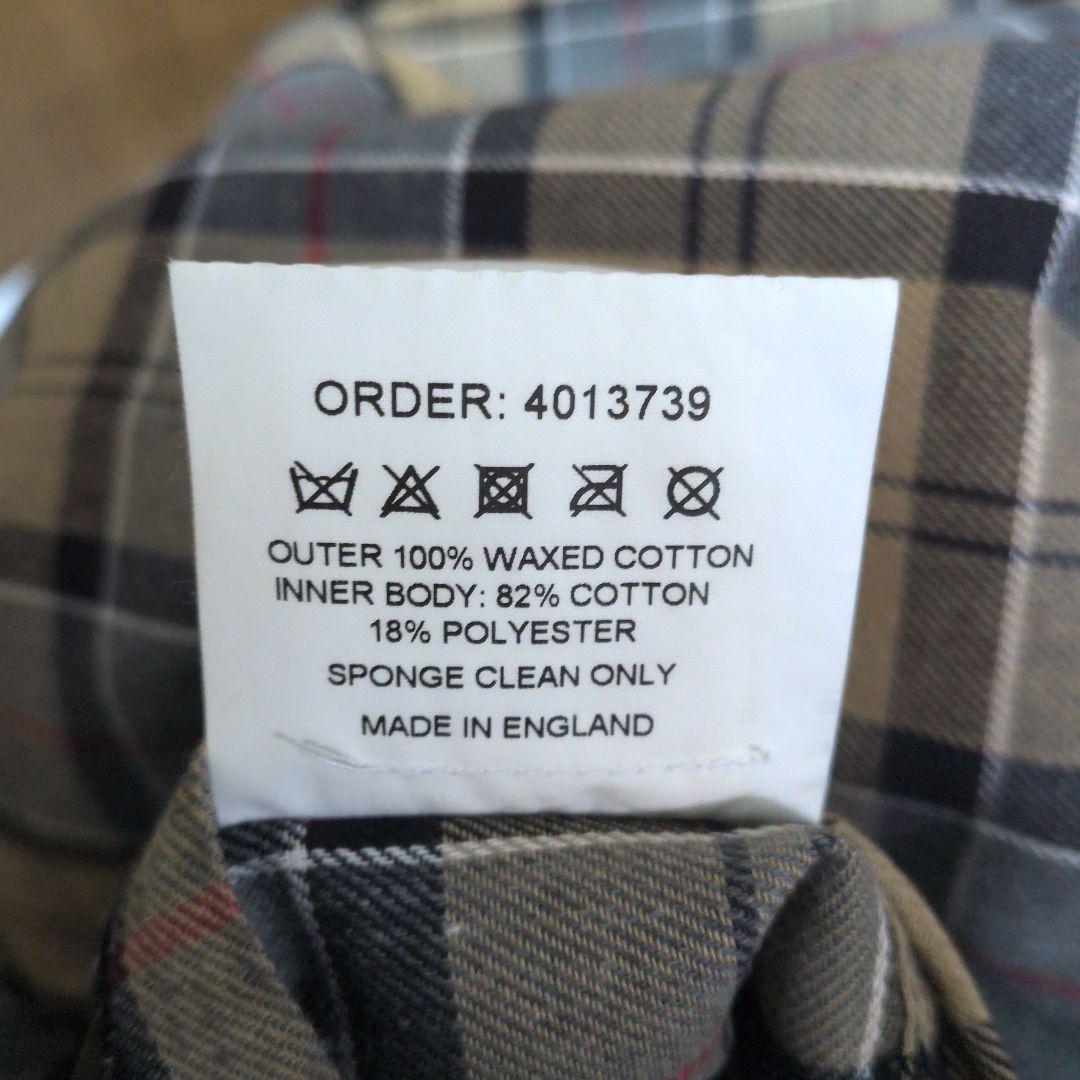 ORDER: 4013739
OUTER 100% WAXED COTTON
INNER BODY: 82% COTTON
18% POLYESTER
SPONGE CLEAN ONLY
MADE IN ENGLAND